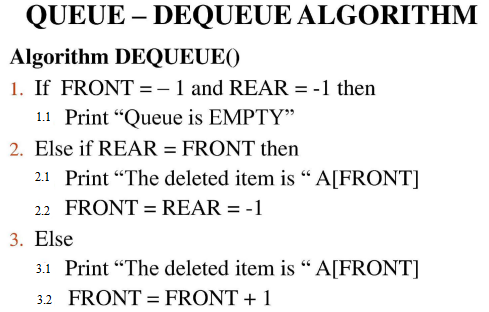 QUEUE – DEQUEUE ALGORITHM
Algorithm DEQUEUE()
1. If FRONT = – 1 and REAR = -1 then
1.1 Print “Queue is EMPTY”
2. Else if REAR = FRONT then
2.1 Print “The deleted item is “ A[FRONT]
2.2 FRONT = REAR = -1
3. Else
3.1 Print “The deleted item is “ A[FRONT]
3.2 FRONT = FRONT + 1